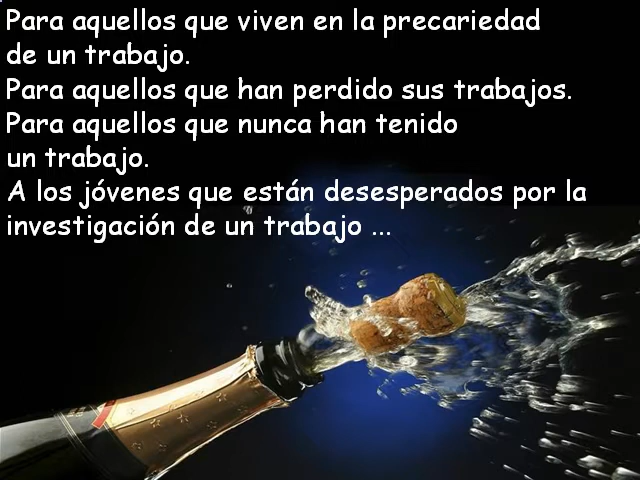 Para aquellos que viven en la precariedad
de un trabajo.
Para aquellos que han perdido sus trabajos.
Para aquellos que nunca han tenido
un trabajo.
A los jóvenes que están desesperados por la
investigación de un trabajo ...